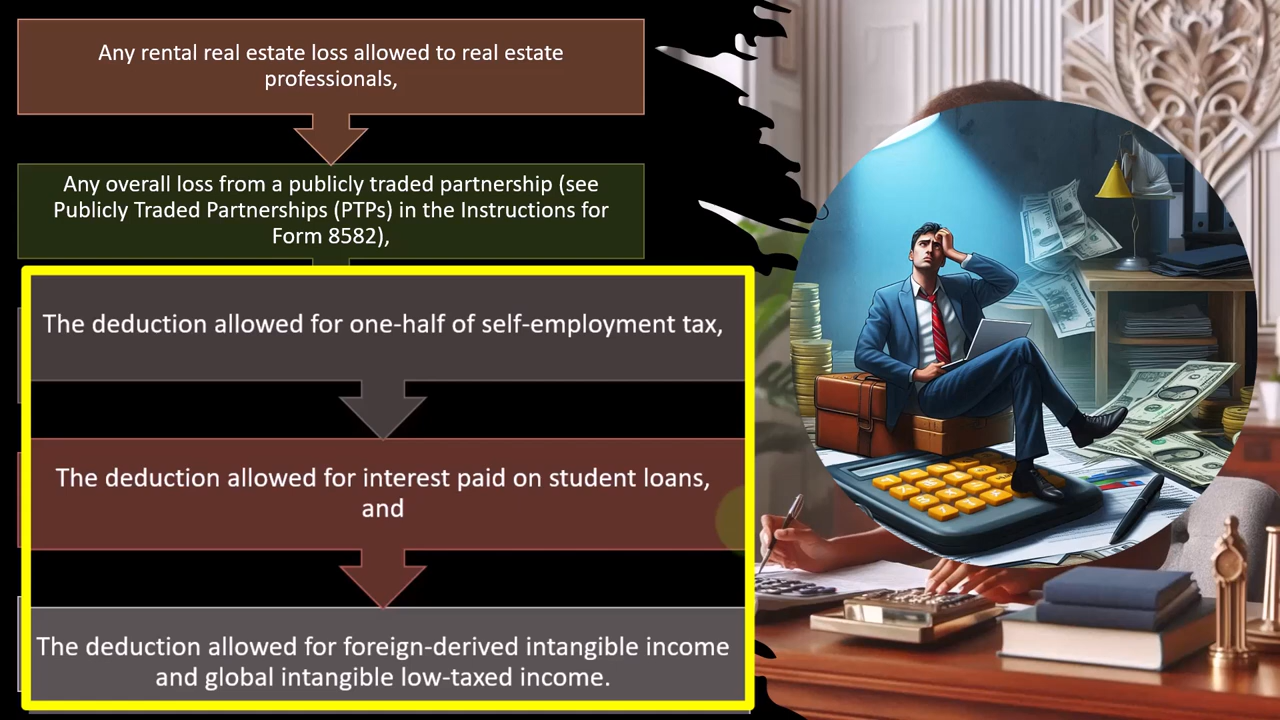 Any rental real estate loss allowed to real estate
professionals,
Any overall loss from a publicly traded partnership (see
Publicly Traded Partnerships (PTPs) in the Instructions for
Form 8582),
The deduction allowed for one-half of self-employment tax,
The deduction allowed for interest paid on student loans,
and
The deduction allowed for foreign-derived intangible income
and global intangible low-taxed income.